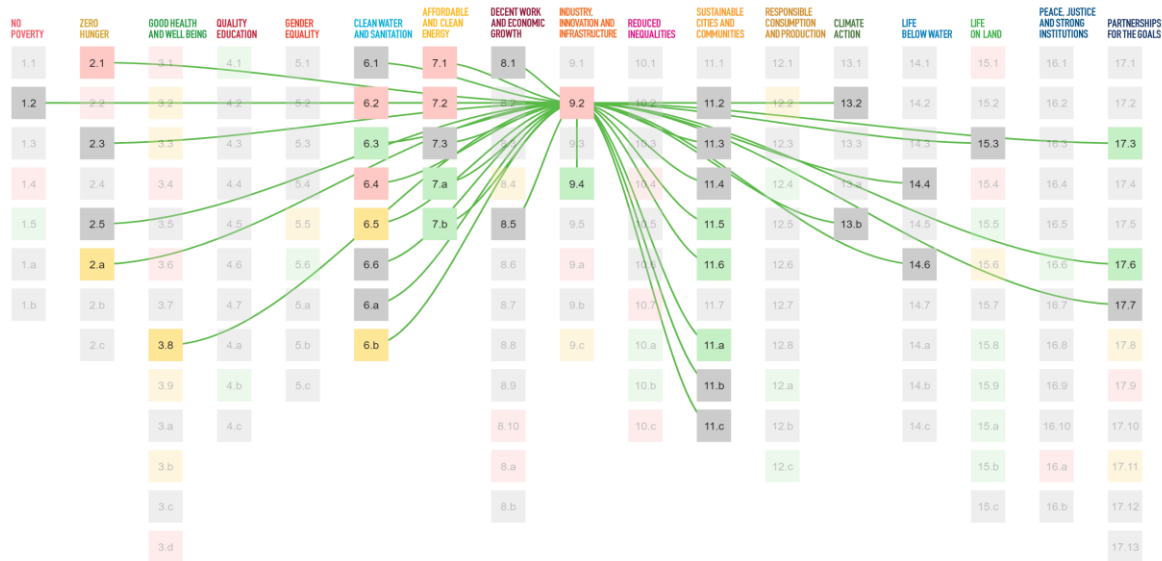 NO
POVERTY
ZERO
HUNGER
GOOD HEALTH
AND WELL BEING
QUALITY
EDUCATION
GENDER
EQUALITY
CLEAN WATER
AND SANITATION
AFFORDABLE
AND CLEAN
ENERGY
DECENT WORK
AND ECONOMIC
GROWTH
INDUSTRY,
INNOVATION AND
INFRASTRUCTURE
REDUCED
INEQUALITIES
SUSTAINABLE
CITIES AND
COMMUNITIES
RESPONSIBLE
CONSUMPTION
AND PRODUCTION
CLIMATE
ACTION
LIFE
BELOW WATER
LIFE
ON LAND
PEACE, JUSTICE
AND STRONG
INSTITUTIONS
PARTNERSHIPS
FOR THE GOALS
1.1 2.1 3.1 4.1 5.1 6.1 7.1 8.1 9.1 10.1 11.1 12.1 13.1 14.1 15.1 16.1 17.1
1.2 2.2 3.2 4.2 5.2 6.2 7.2 8.2 9.2 10.2 11.2 12.2 13.2 14.2 15.2 16.2 17.2
1.3 2.3 3.3 4.3 5.3 6.3 7.3 9.3 10.3 11.3 12.3 13.3 14.3 15.3 16.3 17.3
1.4 2.4 3.4 4.4 5.4 6.4 7.a 8.4 9.4 10.4 11.4 12.4 13.a 14.4 15.4 16.4 17.4
1.5 2.5 3.5 4.5 5.5 6.5 7.b 8.5 9.5 10.5 11.5 12.5 13.b 14.5 15.5 16.5 17.5
1.a 2.a 3.6 4.6 5.6 6.6 8.6 9.a 10.6 11.6 12.6 14.6 15.6 16.6 17.6
1.b 2.b 3.7 4.7 5.a 6.a 8.7 9.b 10.7 11.7 12.7 14.7 15.7 16.7 17.7
2.c 3.8 4.a 5.b 6.b 8.8 9.c 10.a 11.a 12.8 14.a 15.8 16.8 17.8
3.9 4.b 5.c 8.9 10.b 11.b 12.a 14.b 15.9 16.9 17.9
3.a 4.c 8.10 10.c 11.c 12.b 14.c 15.a 16.10 17.10
3.b 8.a 12.c 15.b 16.a 17.11
3.c 8.b 15.c 16.b 17.12
3.d 17.13